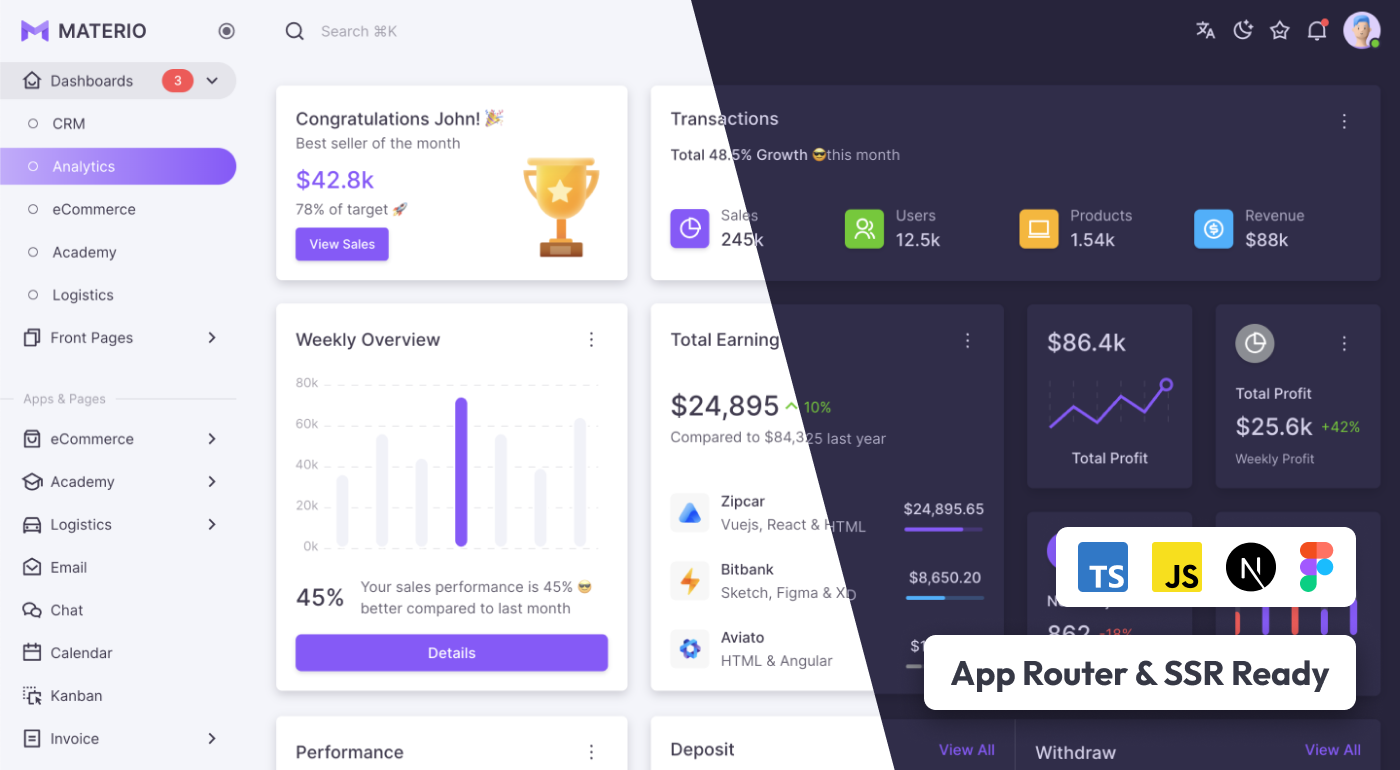 MATERIO
Search ⌘K
Dashboards 3
CRM
Analytics
eCommerce
Academy
Logistics
Front Pages
Apps & Pages
eCommerce
Academy
Logistics
Email
Chat
Calendar
Kanban
Invoice
Congratulations John! 🎉
Best seller of the month
$42.8k
78% of target 🚀
View Sales
Transactions
Total 48.5% Growth 😎this month
Sales
245k
Users
12.5k
Products
1.54k
Revenue
$88k
Weekly Overview
80k
60k
40k
20k
0k
45%
Your sales performance is 45% 😎
better compared to last month
Details
Total Earning
$24,895 10%
Compared to $84,325 last year
Zipcar
Vuejs, React & HTML
$24,895.65
Bitbank
Sketch, Figma & XD
$8,650.20
Aviato
HTML & Angular
$86.4k
Total Profit
Total Profit
$25.6k +42%
Weekly Profit
862 -18%
TS
JS
N
App Router & SSR Ready
Performance
Deposit
View All
Withdraw
View All